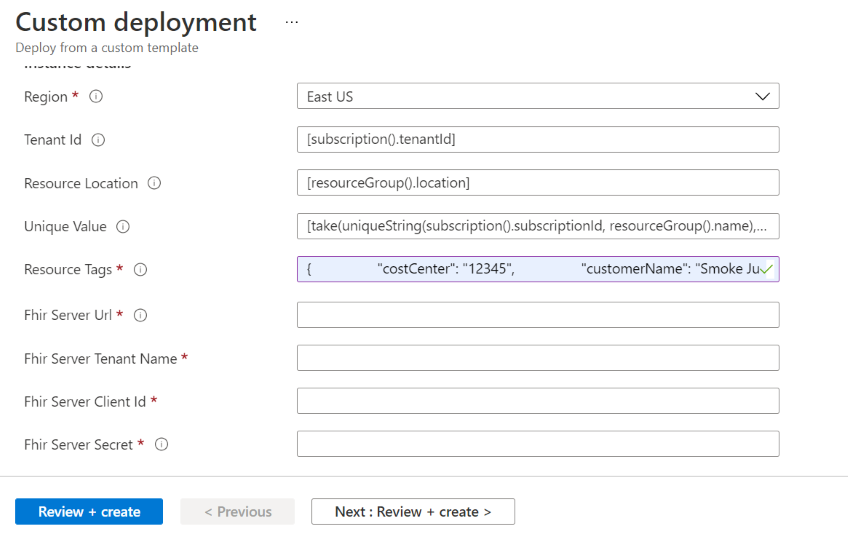 Custom deployment ...
Deploy from a custom template
Instance details
Region *
East US
Tenant Id
[subscription().tenantId]
Resource Location
[resourceGroup().location]
Unique Value
[take(uniqueString(subscription().subscriptionId, resourceGroup().name),...
Resource Tags *
{ "costCenter": "12345", "customerName": "Smoke Ju
Fhir Server Url *
Fhir Server Tenant Name *
Fhir Server Client Id *
Fhir Server Secret *
Review + create
< Previous
Next : Review + create >